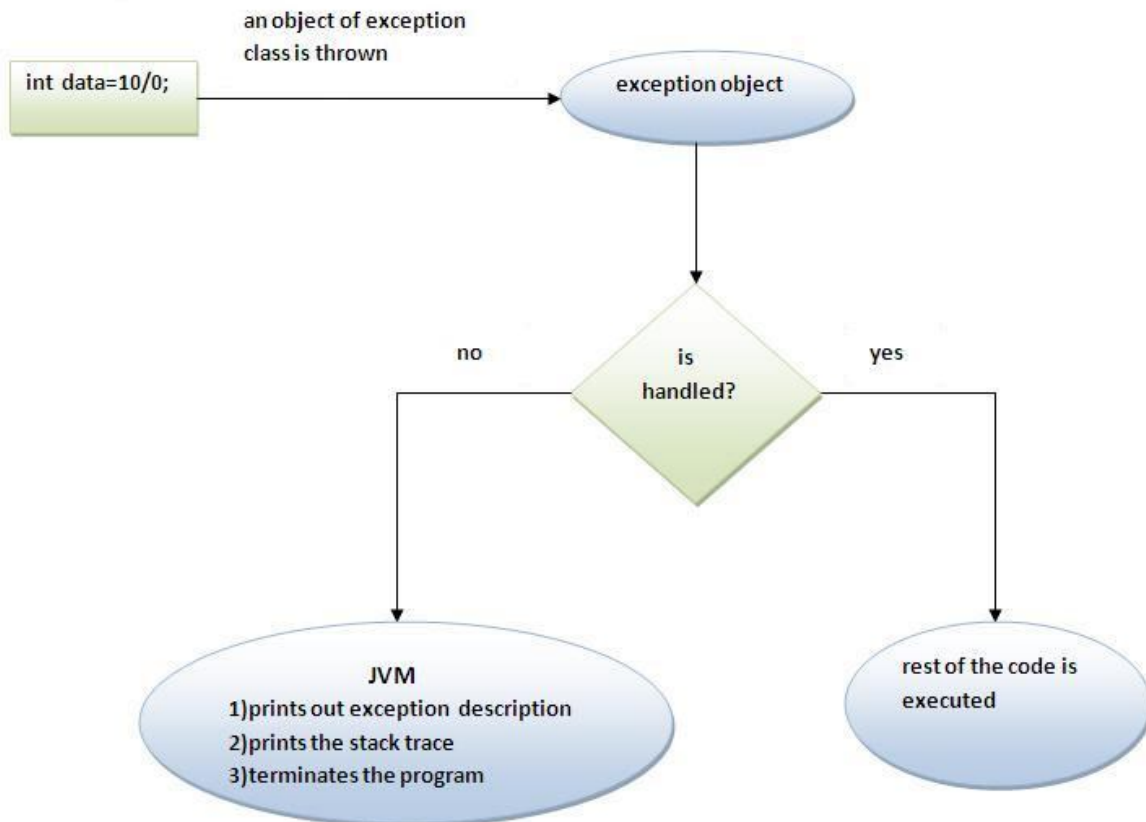 an object of exception
class is thrown
int data=10/0;
exception object
no
is
handled?
yes
JVM
1)prints out exception description
2)prints the stack trace
3)terminates the program
rest of the code is
executed